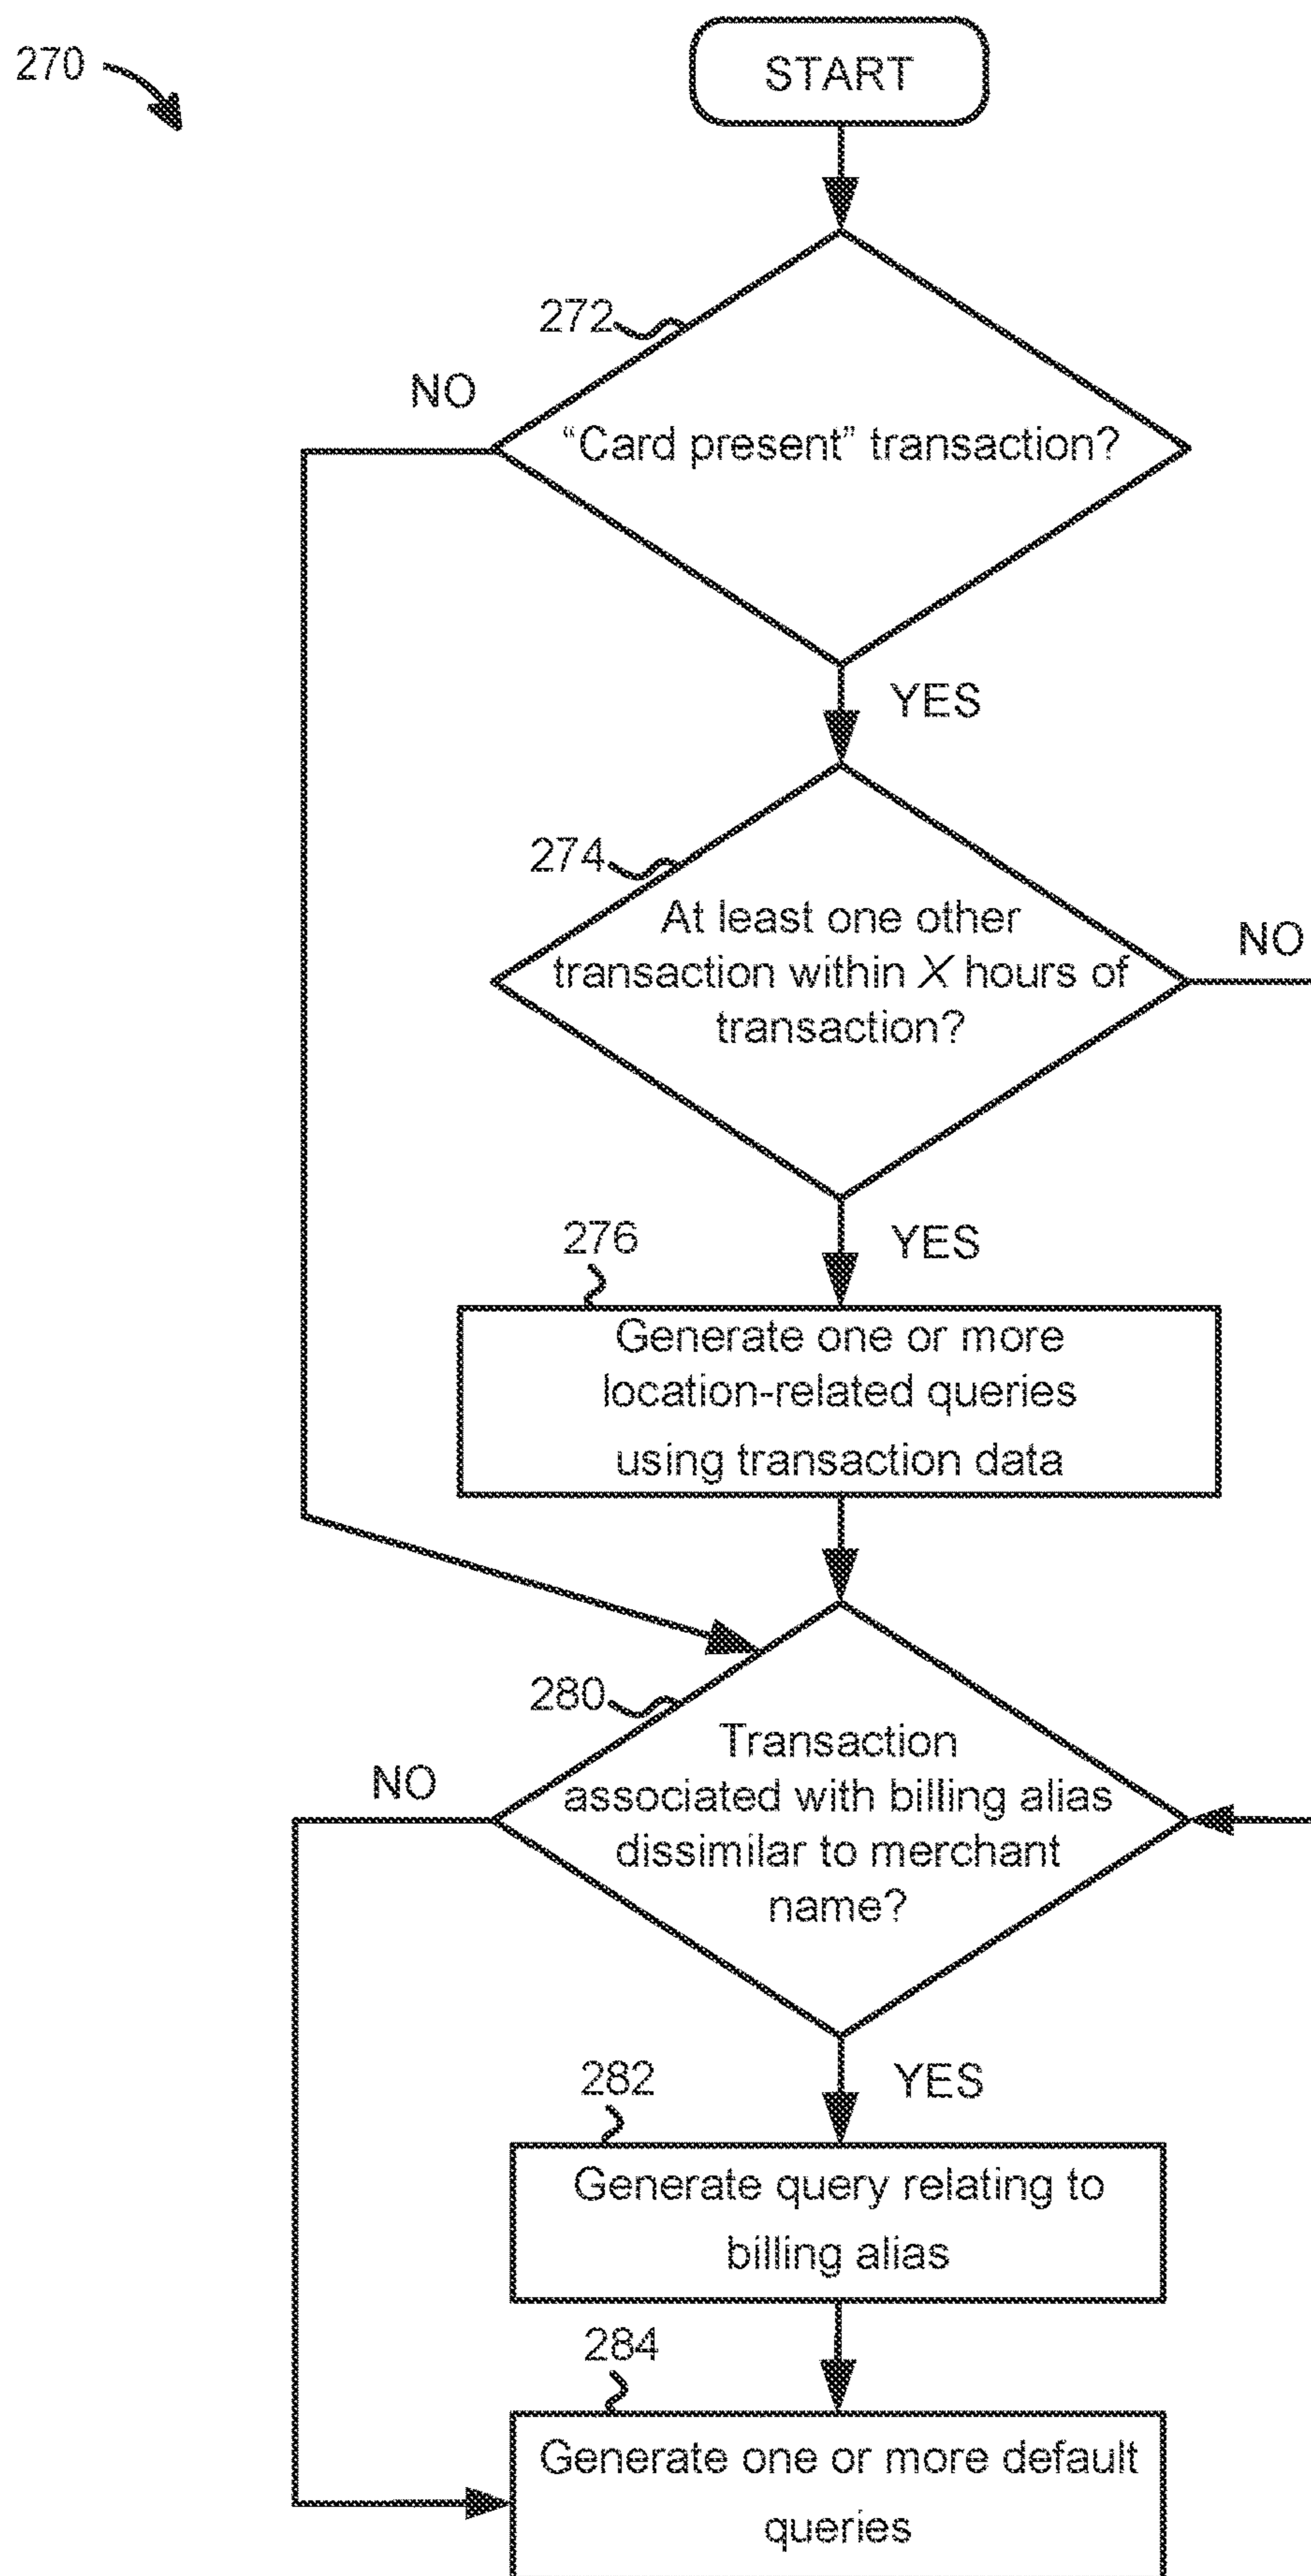 270
START
272
NO
“Card present” transaction?
YES
274
At least one other
transaction within X hours of
transaction?
NO
YES
276
Generate one or more
location-related queries
using transaction data
280
Transaction
associated with billing alias
dissimilar to merchant
name?
NO
YES
282
Generate query relating to
billing alias
284
Generate one or more default
queries